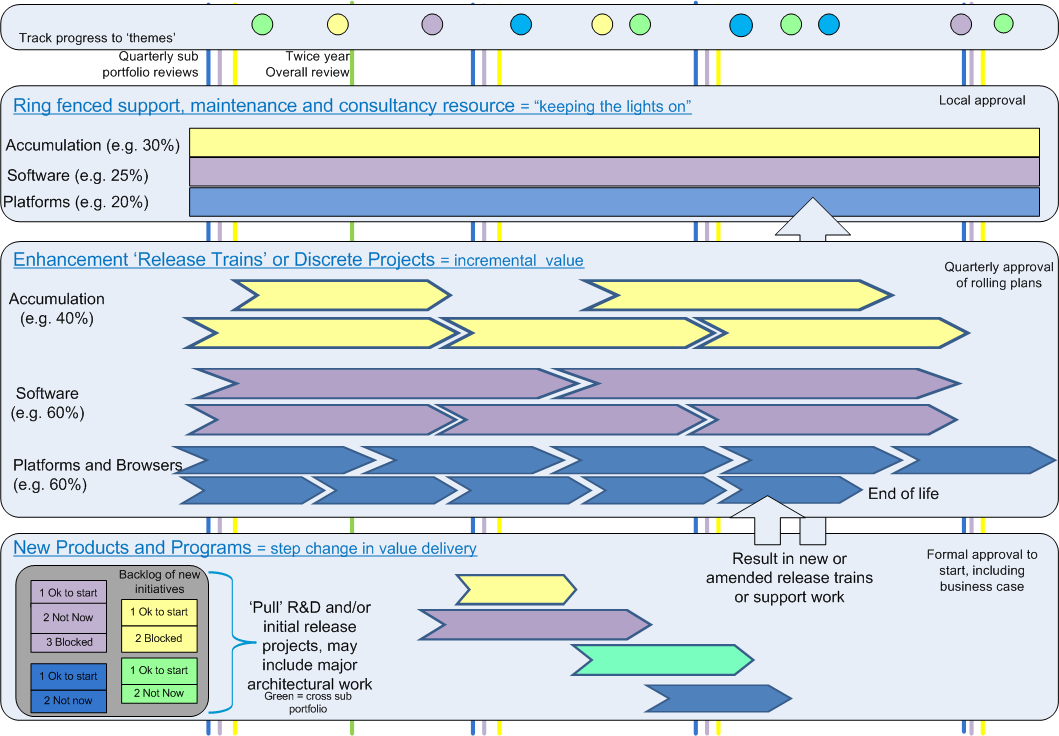 Track progress to ‘themes’
Quarterly sub
portfolio reviews
Twice year
Overall review
Ring fenced support, maintenance and consultancy resource = “keeping the lights on”
Local approval
Accumulation (e.g. 30%)
Software (e.g. 25%)
Platforms (e.g. 20%)
Enhancement ‘Release Trains’ or Discrete Projects = incremental value
Quarterly approval
of rolling plans
Accumulation
(e.g. 40%)
Software
(e.g. 60%)
Platforms and Browsers
(e.g. 60%)
End of life
New Products and Programs = step change in value delivery
Result in new or
amended release trains
or support work
Formal approval to
start, including
business case
Backlog of new
initiatives
1 Ok to start
2 Not Now
3 Blocked
1 Ok to start
2 Blocked
1 Ok to start
2 Not now
1 Ok to start
2 Not Now
‘Pull’ R&D and/or
initial release
projects, may
include major
architectural work
Green = cross sub
portfolio